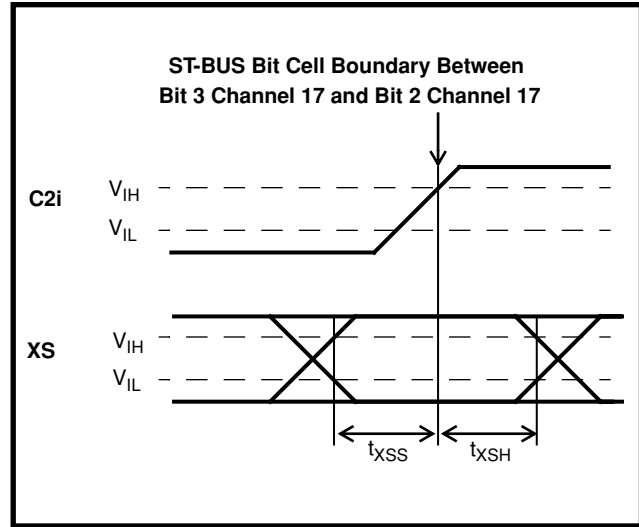 ST-BUS Bit Cell Boundary Between
Bit 3 Channel 17 and Bit 2 Channel 17
C2i
VIH
VIL
XS
VIH
VIL
tXSS
tXSH